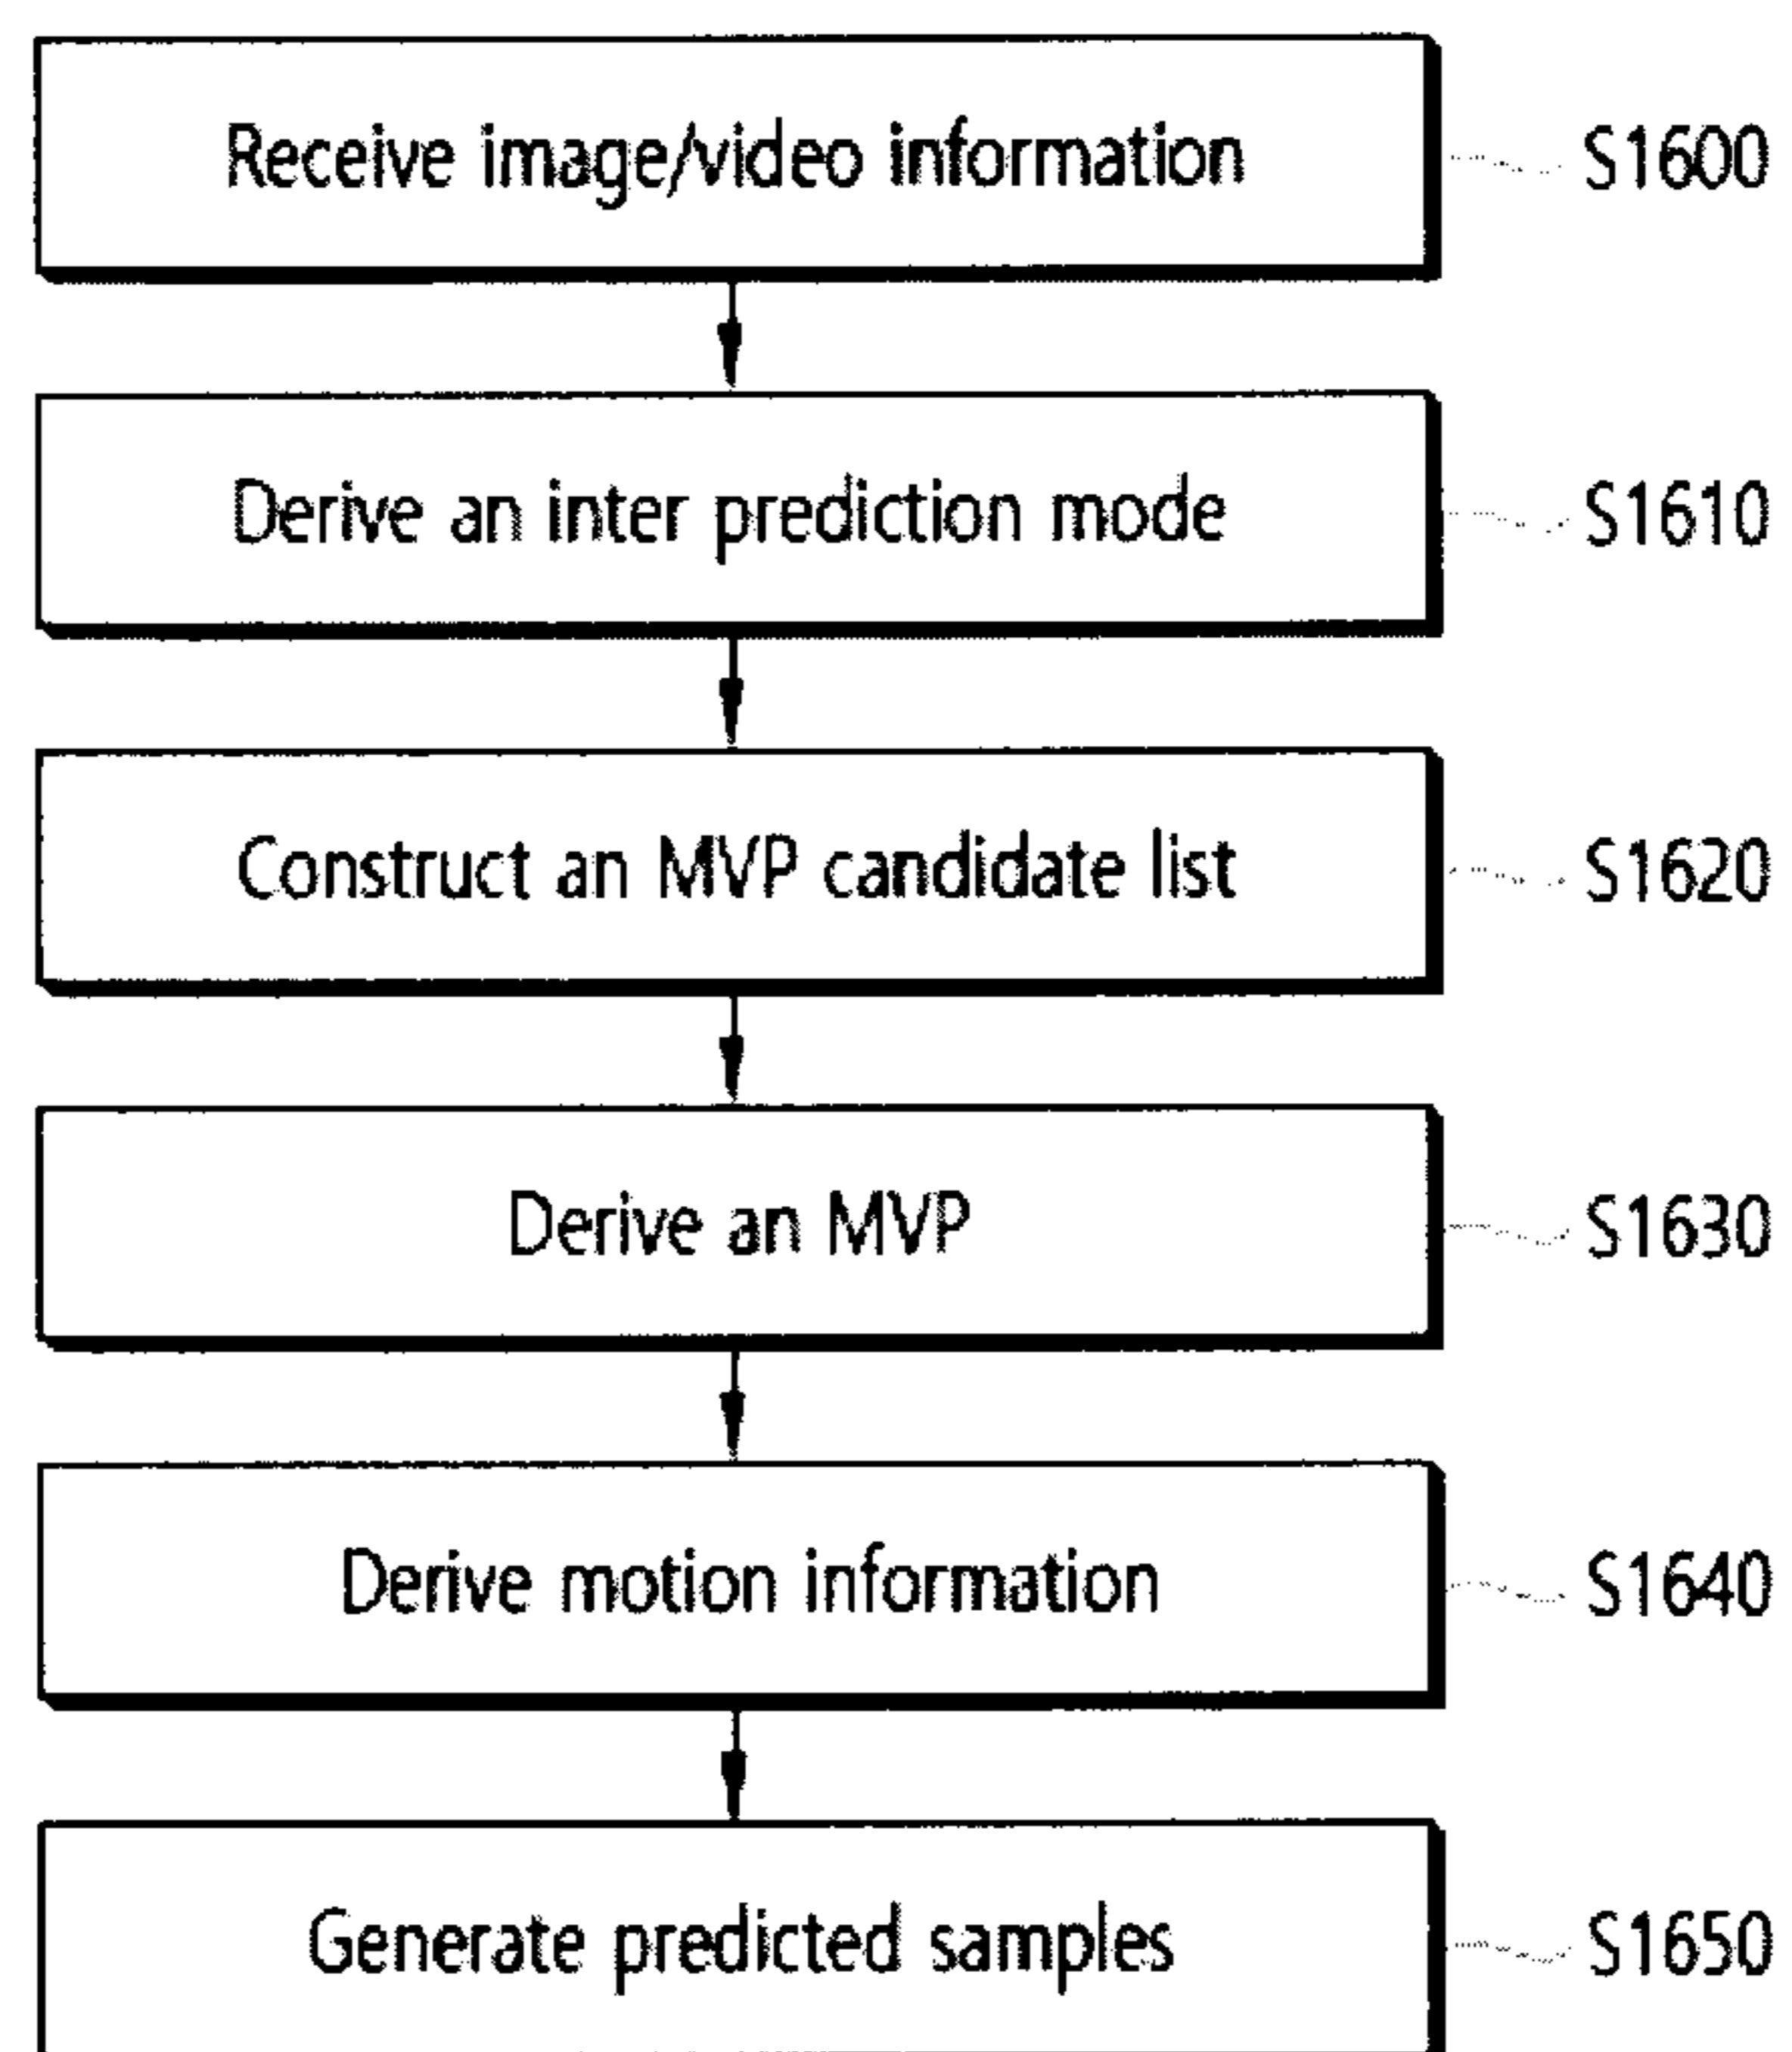 Receive image/video information S1600
Derive an inter prediction mode S1610
Construct an MVP candidate list S1620
Derive an MVP S1630
Derive motion information S1640
Generate predicted samples S1650